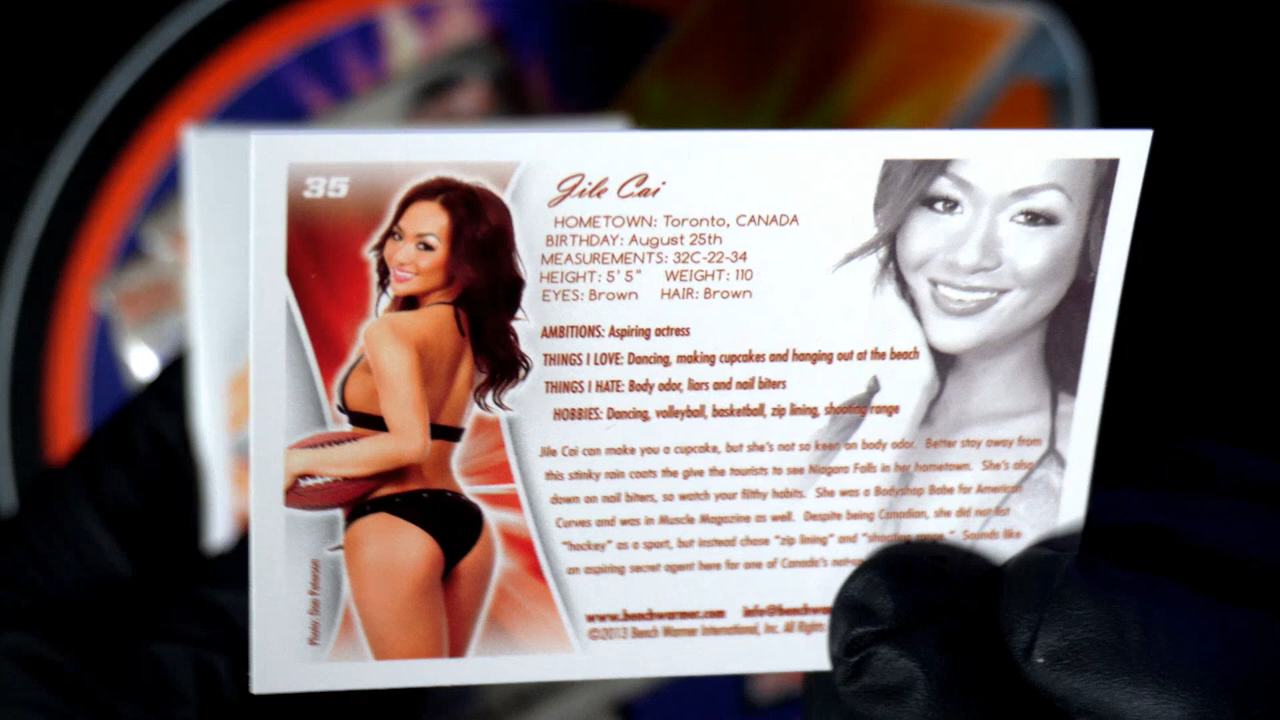 35
Jile Cai
HOMETOWN: Toronto, CANADA
BIRTHDAY: August 25th
MEASUREMENTS: 32C-22-34
HEIGHT: 5' 5" WEIGHT: 110
EYES: Brown HAIR: Brown
AMBITIONS: Aspiring actress
THINGS I LOVE: Dancing, making cupcakes and hanging out at the beach
THINGS I HATE: Body odor, liars and nail biters
HOBBIES: Dancing, volleyball, basketball, zip lining, shooting range
Jile Cai can make you a cupcake, but she's not so keen on body odor. Better stay away from
this stinky rain coats the give the tourists to see Niagara Falls in her hometown. She's also
down on nail biters, so watch your filthy habits. She was a Bodyshop Babe for American
Curves and was in Muscle Magazine as well. Despite being Canadian, she did not list
"hockey" as a sport, but instead chose "zip lining" and "shooting range." Sounds like
an aspiring secret agent here for one of Canada's
www.benchwarmer.com
©2013 Bench Warmer International, Inc. All Rights
Photo: Dan Peterson